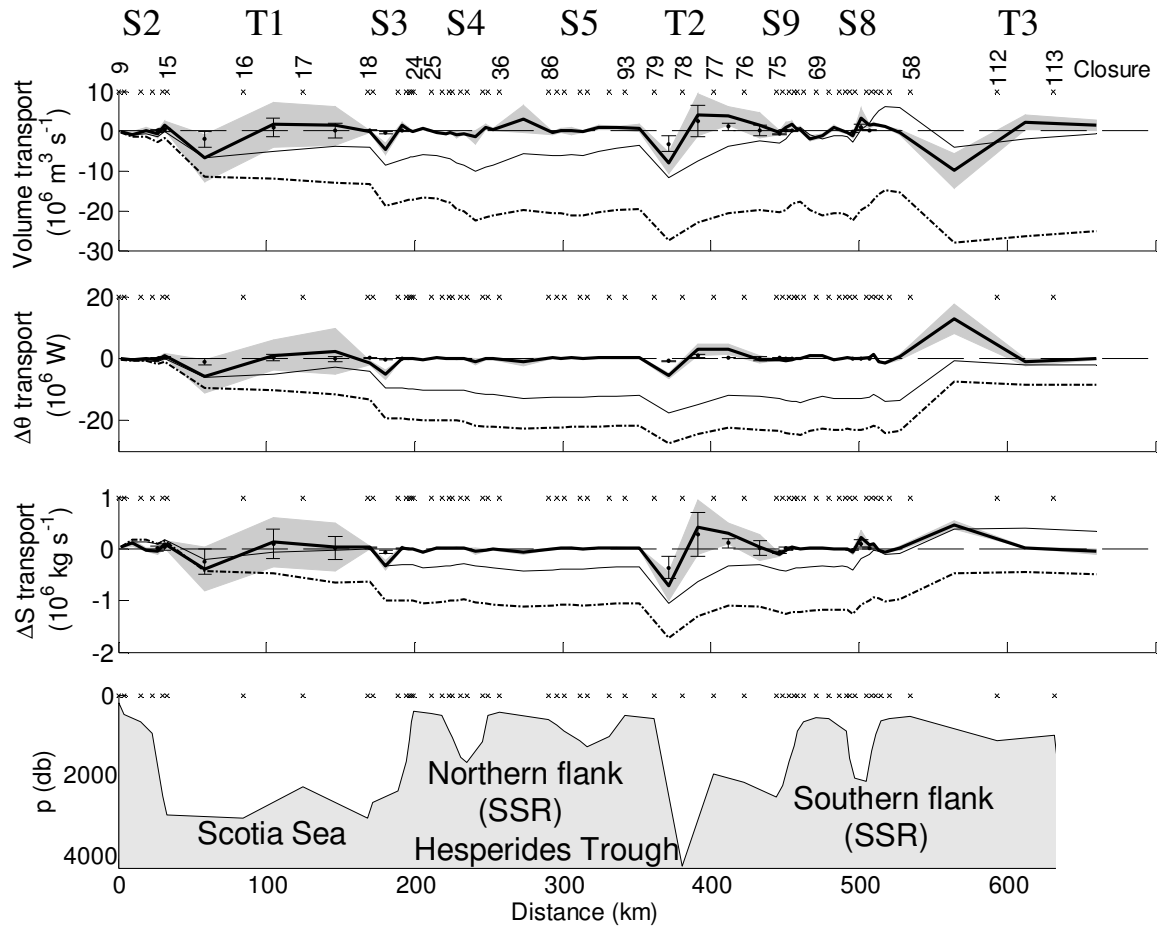 S2 T1 S3 S4 S5 T2 S9 S8 T3
9 15 16 17 18 24 25 36 86 93 79 78 77 76 75 69 58 112 113 Closure
Volume transport
(10⁶ m³ s⁻¹)
10
0
-10
-20
-30
Δθ transport
(10⁶ W)
20
0
-20
ΔS transport
(10⁶ kg s⁻¹)
1
0
-1
-2
p (db)
0
2000
4000
Scotia Sea
Northern flank
(SSR)
Hesperides Trough
Southern flank
(SSR)
0 100 200 300 400 500 600
Distance (km)